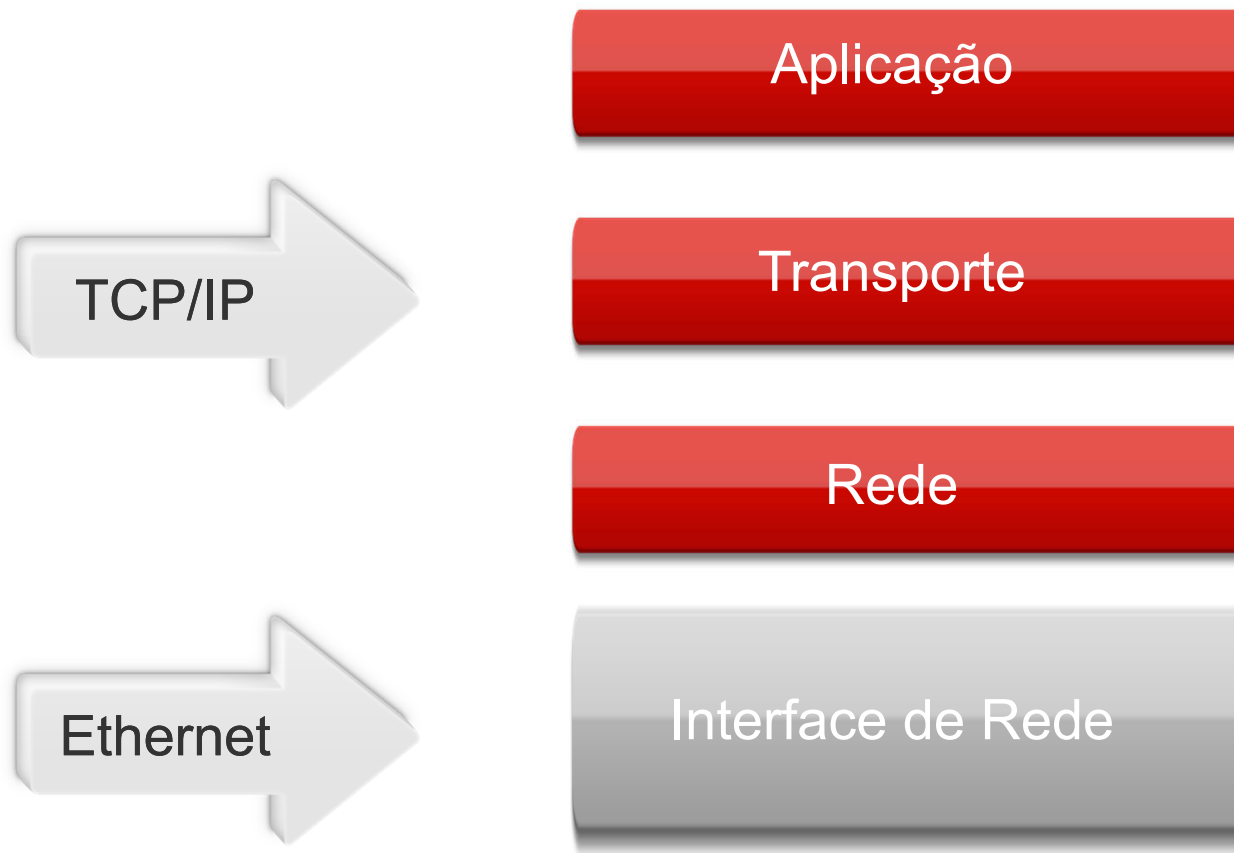 Aplicação
TCP/IP
Transporte
Rede
Ethernet
Interface de Rede